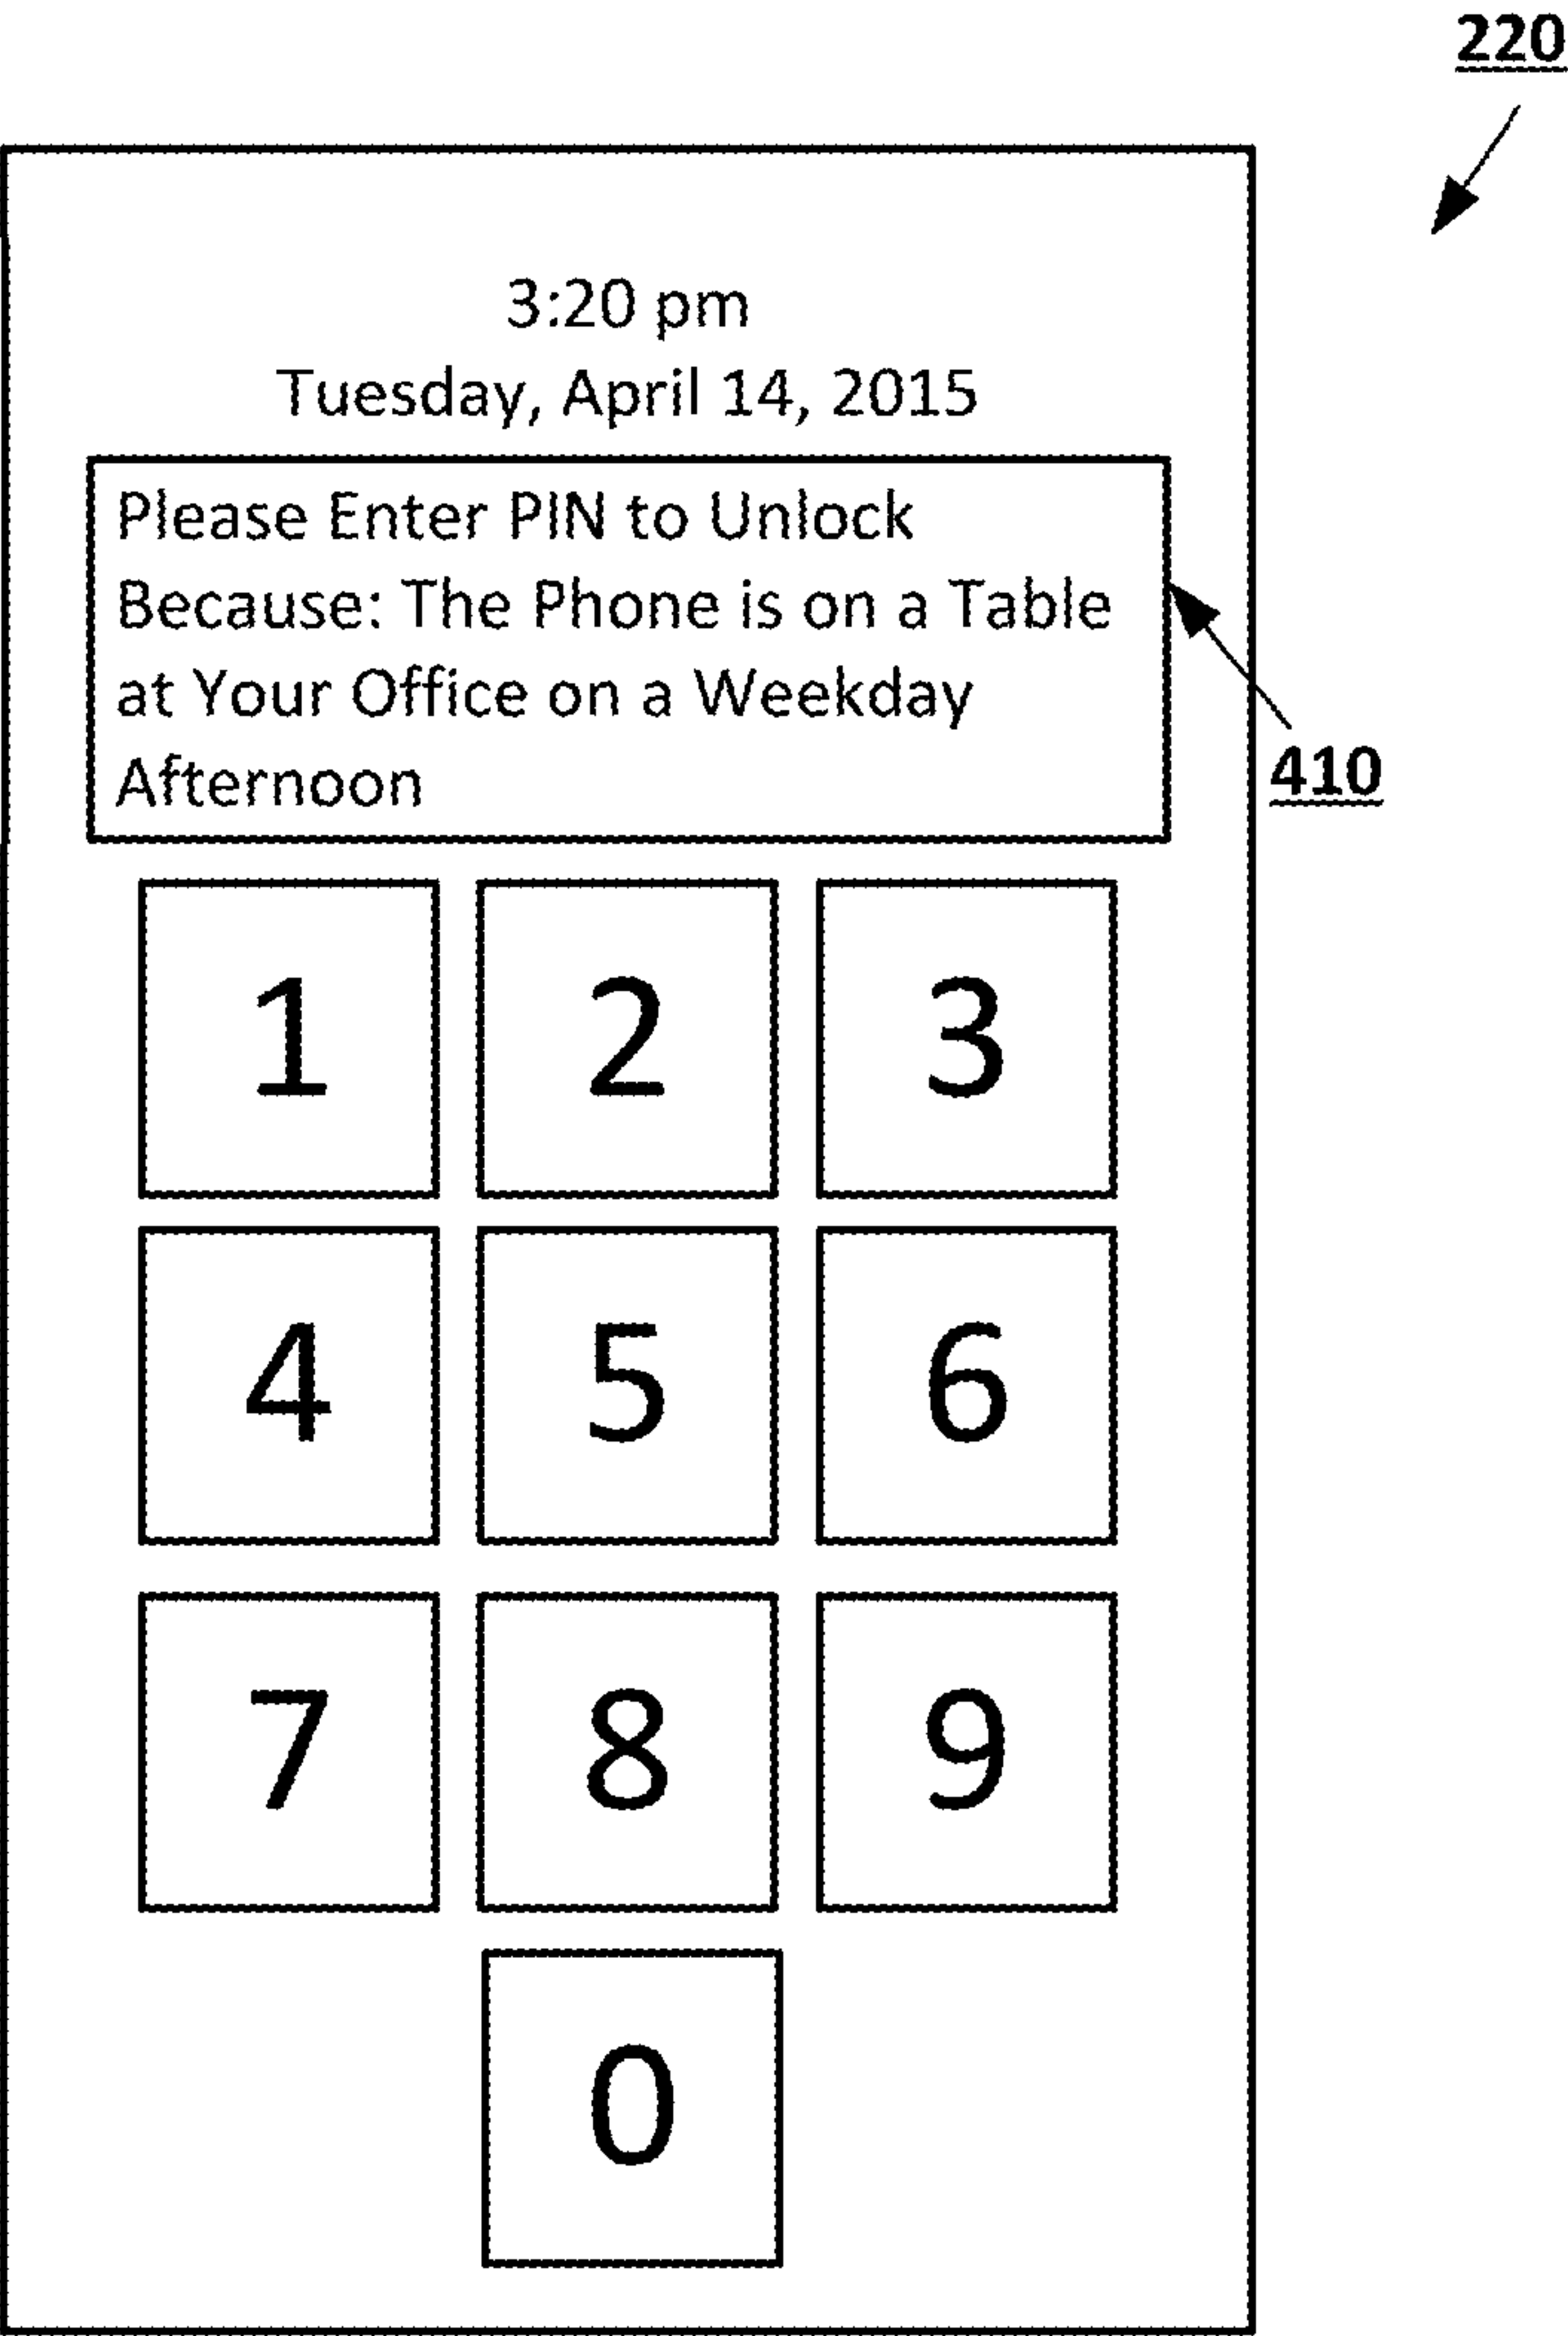 220
3:20 pm
Tuesday, April 14, 2015
Please Enter PIN to Unlock
Because: The Phone is on a Table
at Your Office on a Weekday
Afternoon
410
1 2 3
4 5 6
7 8 9
0